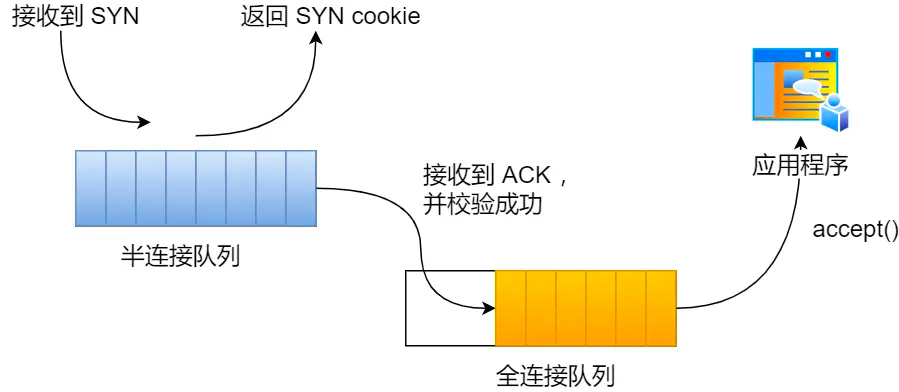 接收到 SYN
返回 SYN cookie
接收到 ACK，
并校验成功
应用程序
accept()
半连接队列
全连接队列